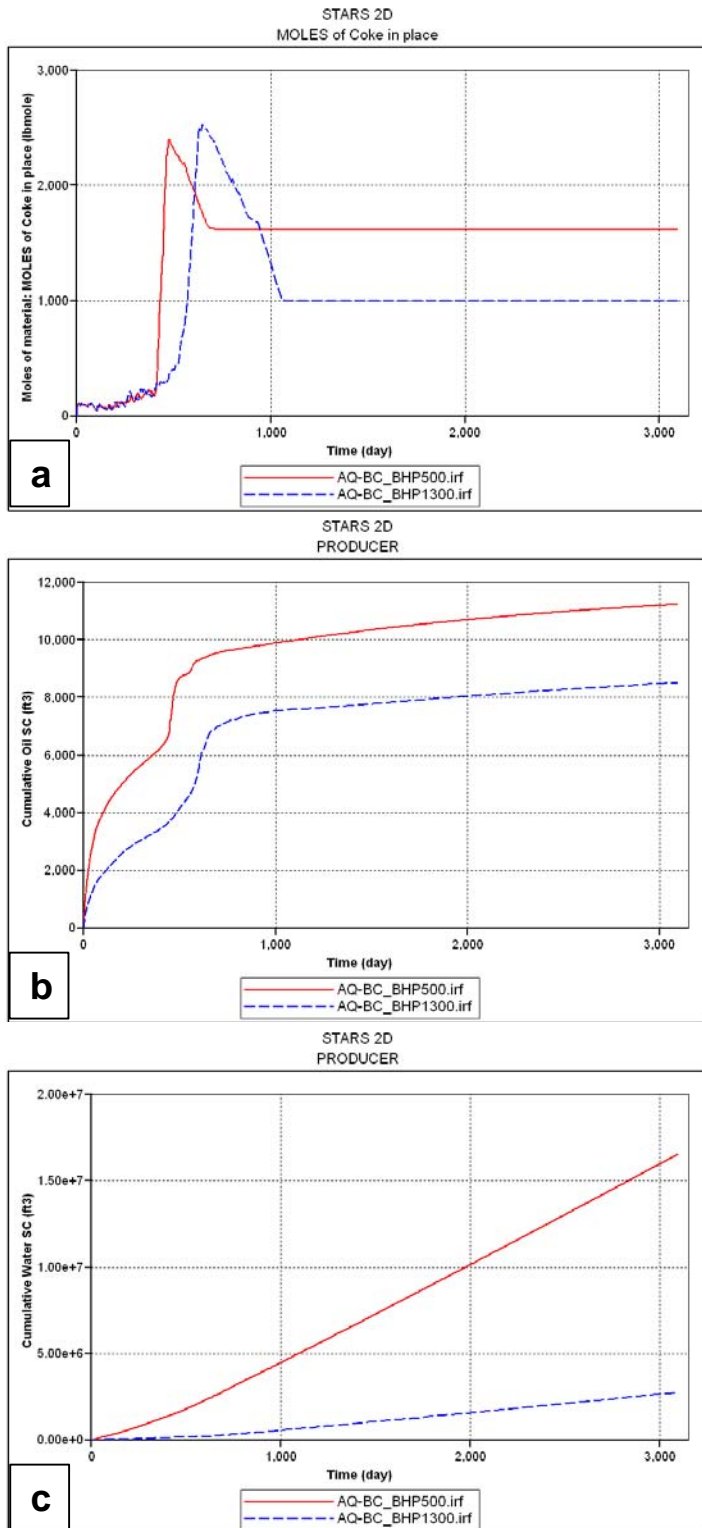 STARS 2D
MOLES of Coke in place
Moles of material: MOLES of Coke in place (lbmole)
3,000
2,000
1,000
0
0 1,000 2,000 3,000
Time (day)
a
AQ-BC_BHP500.irf
AQ-BC_BHP1300.irf
STARS 2D
PRODUCER
Cumulative Oil SC (ft3)
12,000
10,000
8,000
6,000
4,000
2,000
0
0 1,000 2,000 3,000
Time (day)
b
AQ-BC_BHP500.irf
AQ-BC_BHP1300.irf
STARS 2D
PRODUCER
Cumulative Water SC (ft3)
2.00e+7
1.50e+7
1.00e+7
5.00e+6
0.00e+0
0 1,000 2,000 3,000
Time (day)
c
AQ-BC_BHP500.irf
AQ-BC_BHP1300.irf